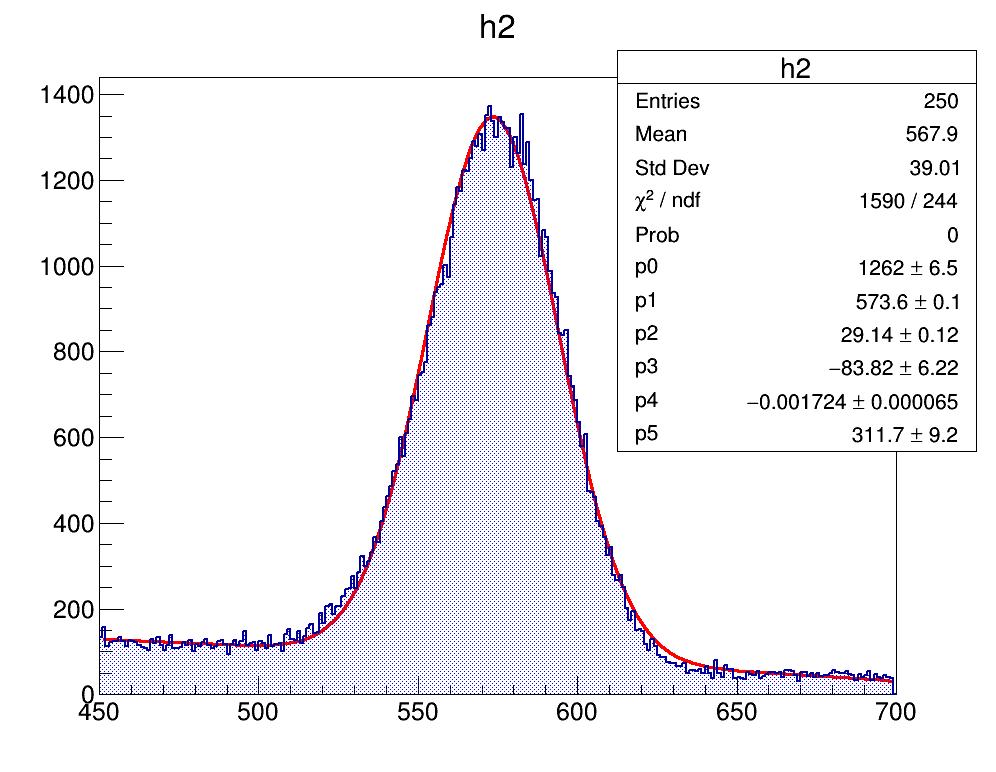 h2
h2
Entries 250
Mean 567.9
Std Dev 39.01
χ² / ndf 1590 / 244
Prob 0
p0 1262 ± 6.5
p1 573.6 ± 0.1
p2 29.14 ± 0.12
p3 −83.82 ± 6.22
p4 −0.001724 ± 0.000065
p5 311.7 ± 9.2
1400
1200
1000
800
600
400
200
0
450 500 550 600 650 700